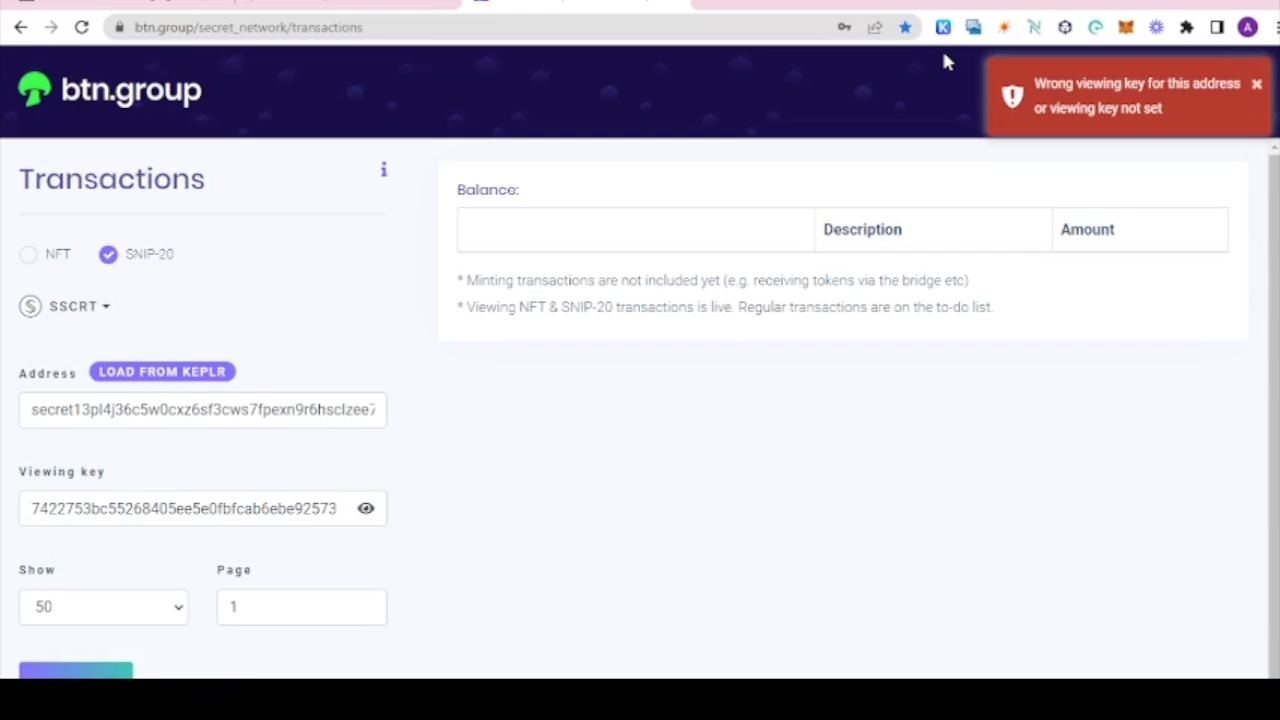 btn.group/secret_network/transactions
A
btn.group
Wrong viewing key for this address
or viewing key not set
Transactions
NFT
SNIP-20
SSCRT
Address
LOAD FROM KEPLR
secret13pl4j36c5w0cxz6sf3cws7fpexn9r6hsclzee7
Viewing key
7422753bc55268405ee5e0fbfcab6ebe92573
Show
Page
50
1
Balance:
Description
Amount
* Minting transactions are not included yet (e.g. receiving tokens via the bridge etc)
* Viewing NFT & SNIP-20 transactions is live. Regular transactions are on the to-do list.